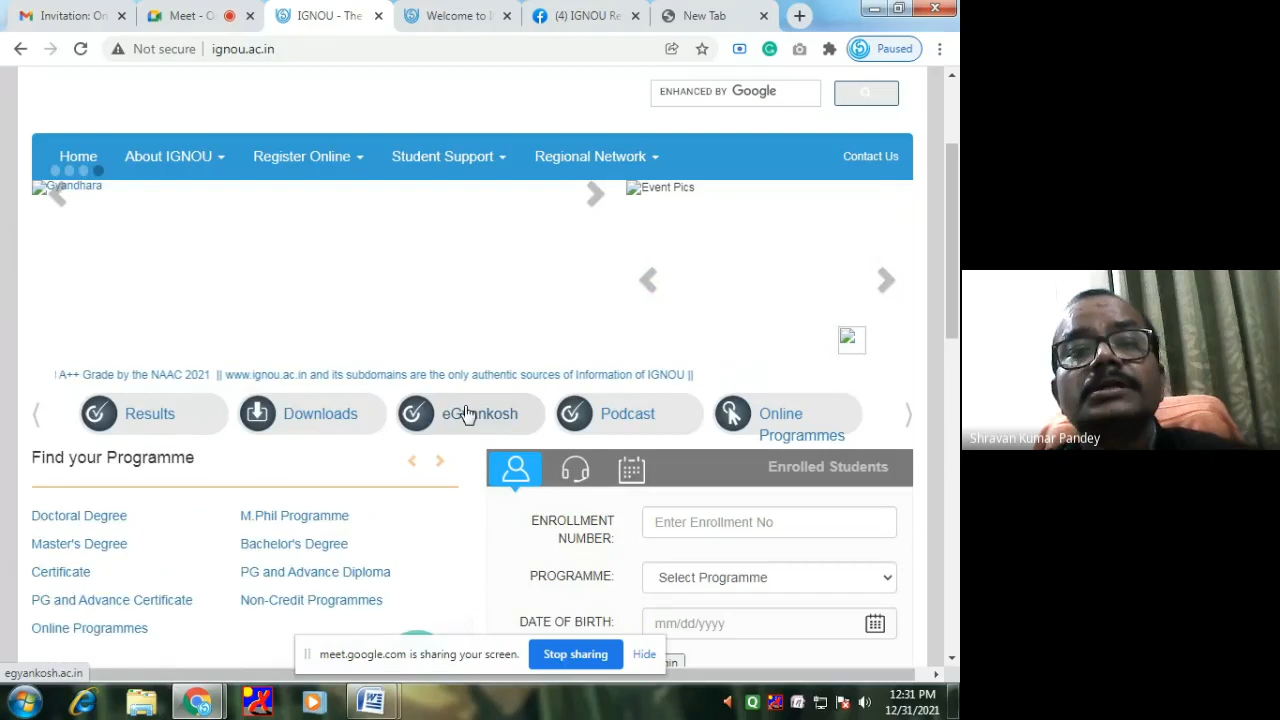 Invitation: On
Meet - C
IGNOU - The
Welcome to I
(4) IGNOU Re
New Tab
Not secure
ignou.ac.in
Paused
ENHANCED BY Google
Home
About IGNOU
Register Online
Student Support
Regional Network
Contact Us
Gyandhara
Event Pics
A++ Grade by the NAAC 2021 || www.ignou.ac.in and its subdomains are the only authentic sources of Information of IGNOU ||
Results
Downloads
eGyankosh
Podcast
Online
Programmes
Find your Programme
Enrolled Students
Doctoral Degree
M.Phil Programme
Master's Degree
Bachelor's Degree
Certificate
PG and Advance Diploma
PG and Advance Certificate
Non-Credit Programmes
Online Programmes
ENROLLMENT
NUMBER:
Enter Enrollment No
PROGRAMME:
Select Programme
DATE OF BIRTH:
mm/dd/yyyy
meet.google.com is sharing your screen.
Stop sharing
Hide
egyankosh.ac.in
12:31 PM
12/31/2021
Shravan Kumar Pandey